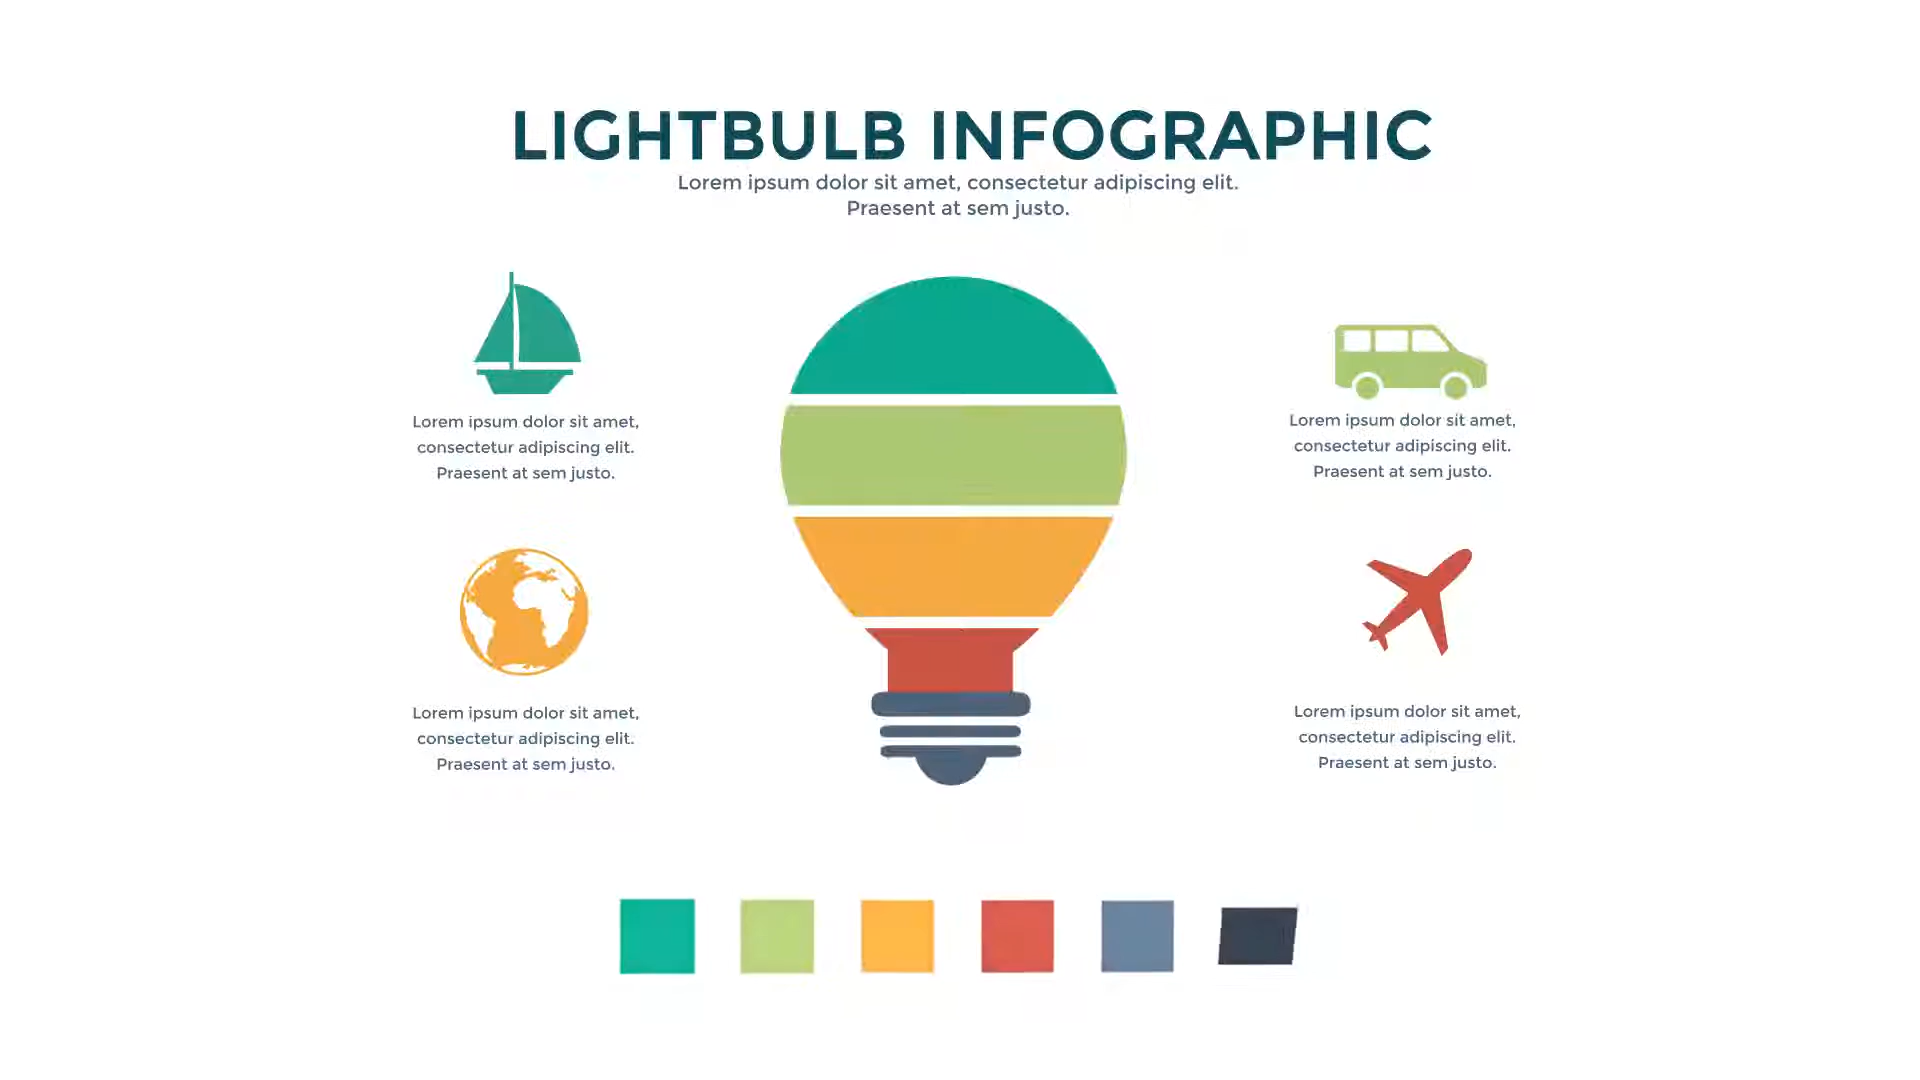 LIGHTBULB INFOGRAPHIC
Lorem ipsum dolor sit amet, consectetur adipiscing elit.
Praesent at sem justo.
Lorem ipsum dolor sit amet,
consectetur adipiscing elit.
Praesent at sem justo.
Lorem ipsum dolor sit amet,
consectetur adipiscing elit.
Praesent at sem justo.
Lorem ipsum dolor sit amet,
consectetur adipiscing elit.
Praesent at sem justo.
Lorem ipsum dolor sit amet,
consectetur adipiscing elit.
Praesent at sem justo.